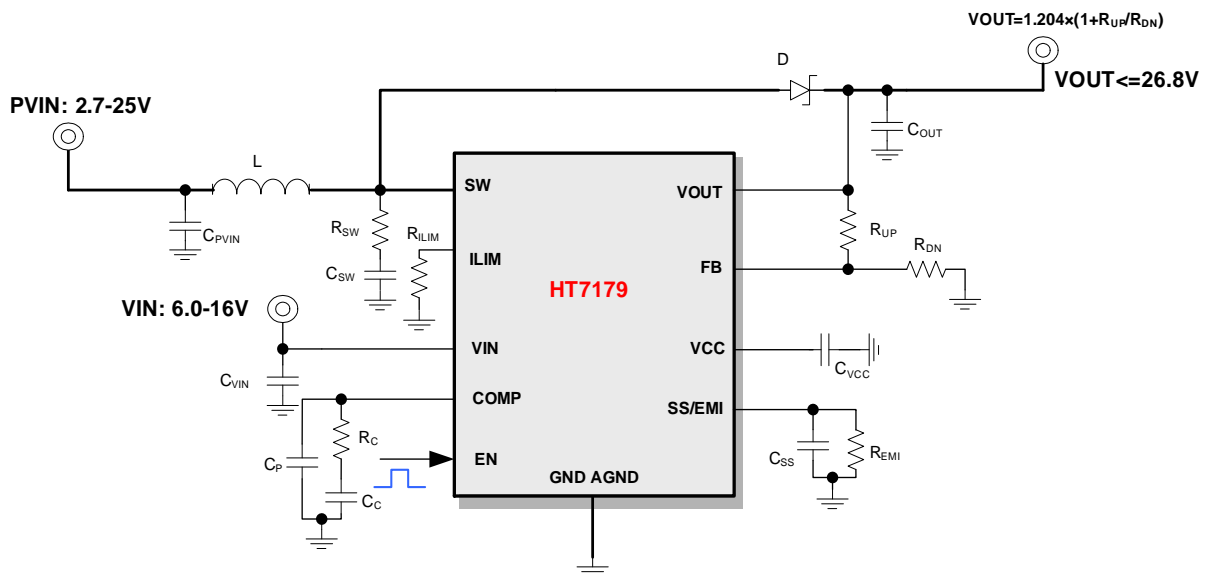 VOUT=1.204×(1+RUP/RDN)
D
VOUT<=26.8V
PVIN: 2.7-25V
COUT
L
SW
VOUT
CPVIN
RSW
RILIM
RUP
RDN
CSW
ILIM
FB
HT7179
VIN: 6.0-16V
VIN
VCC
CVCC
CVIN
COMP
SS/EMI
RC
CP
CSS
REMI
EN
CC
GND AGND